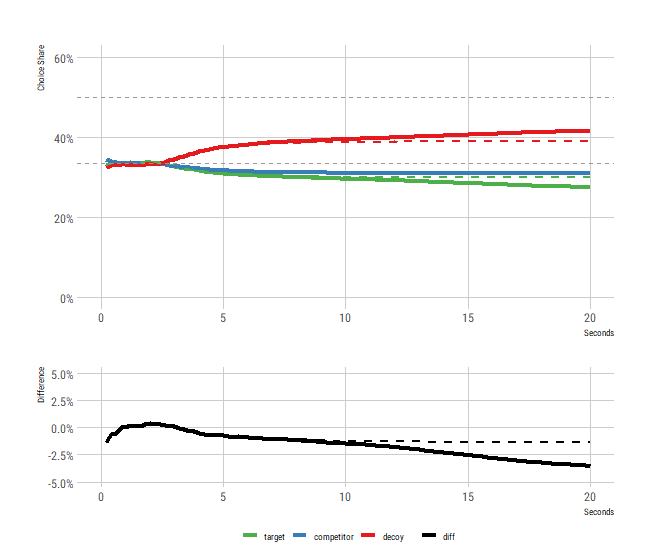 Choice Share
60%
40%
20%
0%
0 5 10 15 20
Seconds
Difference
5.0%
2.5%
0.0%
-2.5%
-5.0%
0 5 10 15 20
Seconds
target competitor decoy diff